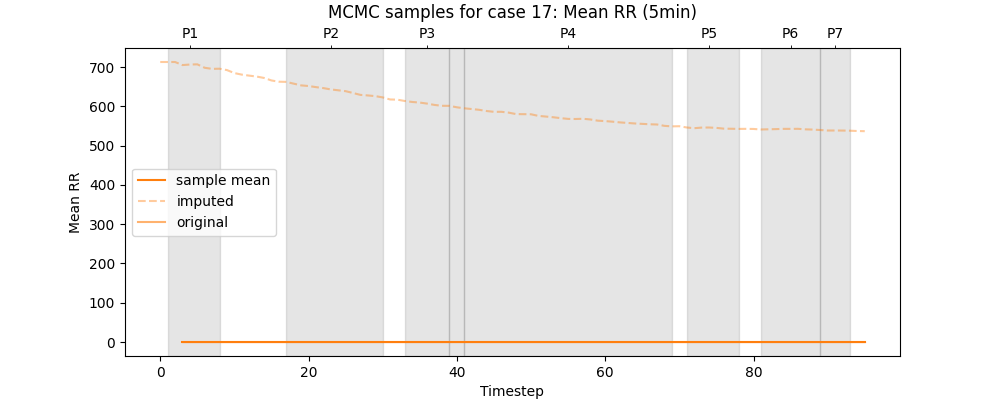 MCMC samples for case 17: Mean RR (5min)
P1 P2 P3 P4 P5 P6 P7
700
600
500
400
300
200
100
0
Mean RR
sample mean
imputed
original
0 20 40 60 80
Timestep